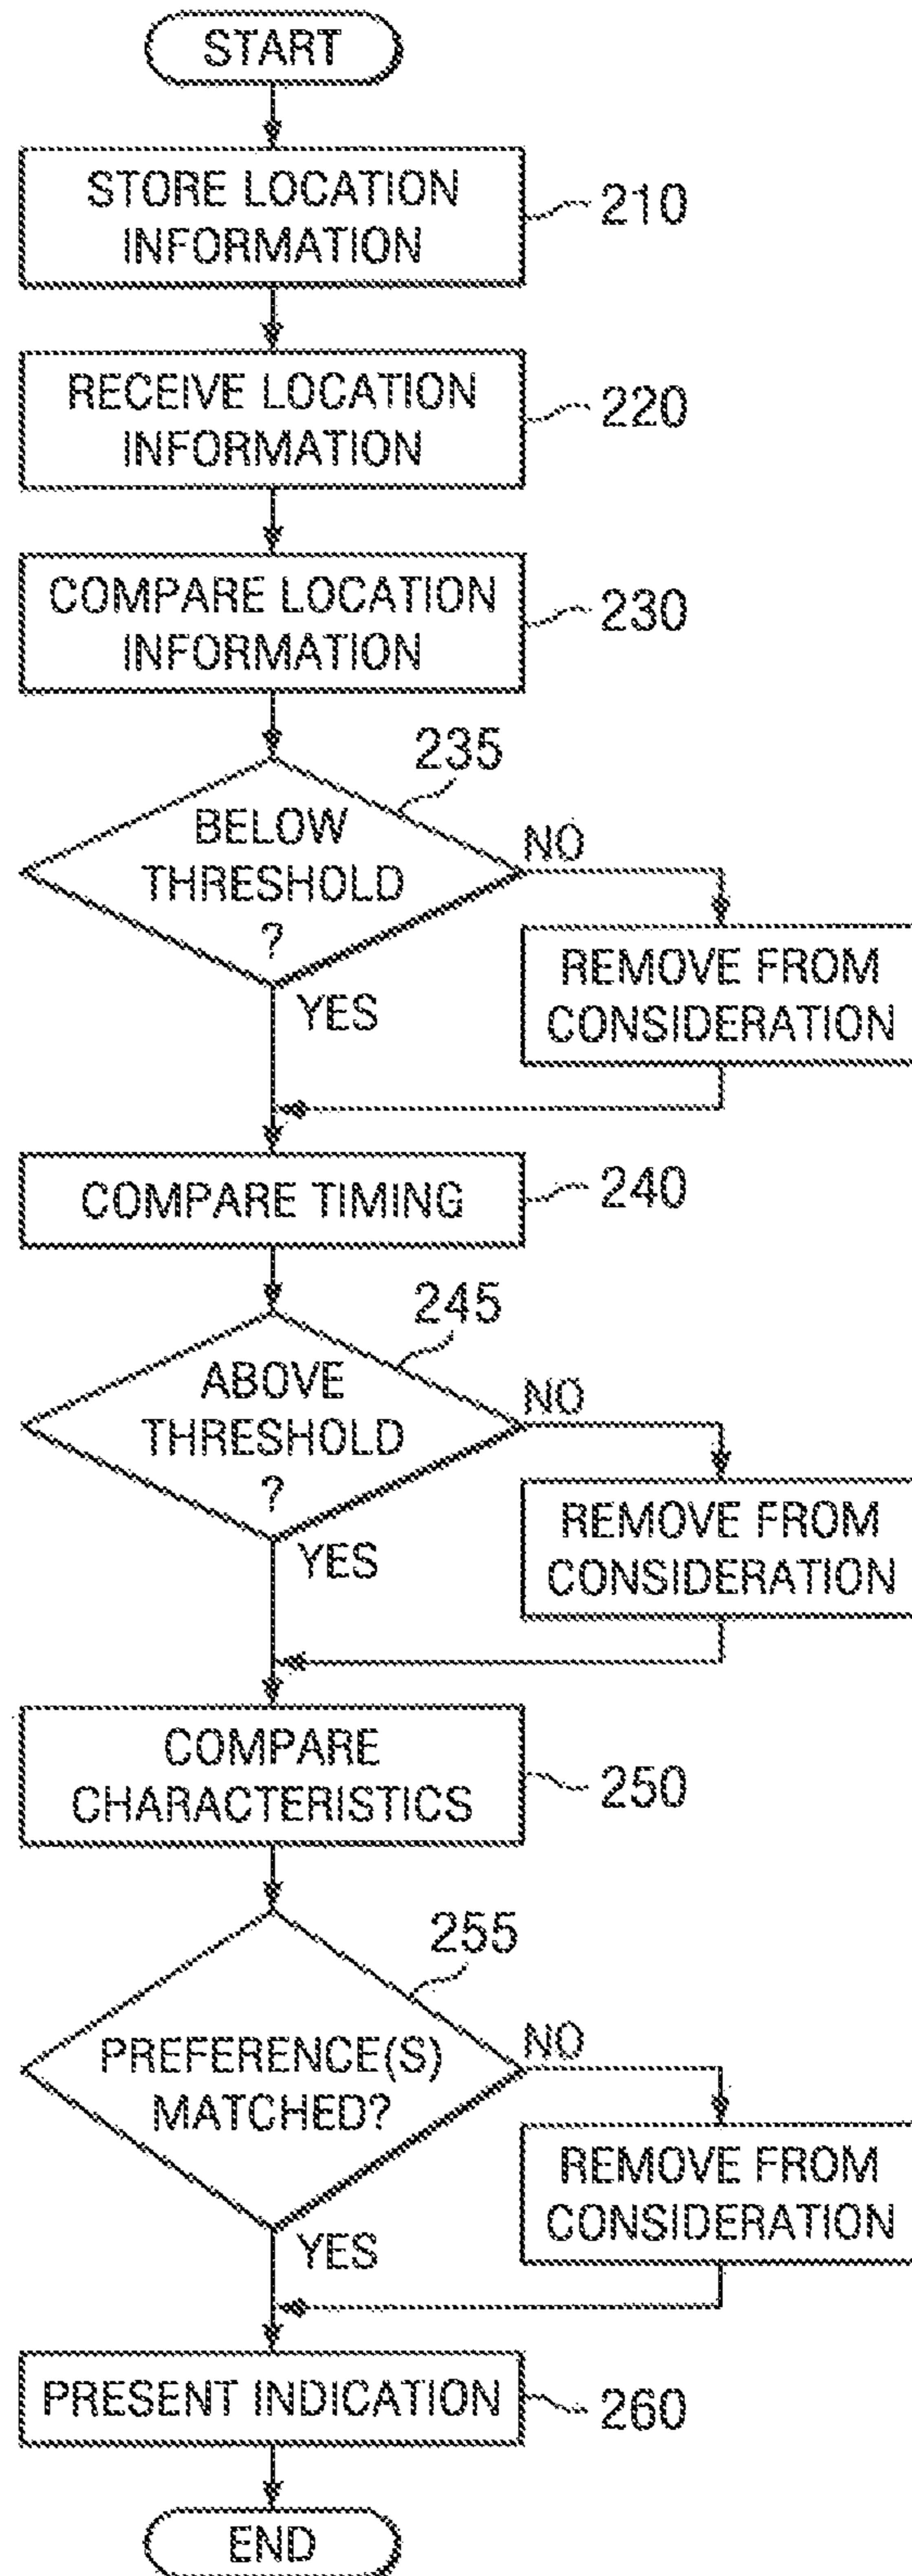 START
STORE LOCATION
INFORMATION
210
RECEIVE LOCATION
INFORMATION
220
COMPARE LOCATION
INFORMATION
230
235
BELOW
THRESHOLD
?
NO
YES
REMOVE FROM
CONSIDERATION
COMPARE TIMING
240
245
ABOVE
THRESHOLD
?
NO
YES
REMOVE FROM
CONSIDERATION
COMPARE
CHARACTERISTICS
250
255
PREFERENCE(S)
MATCHED?
NO
YES
REMOVE FROM
CONSIDERATION
PRESENT INDICATION
260
END